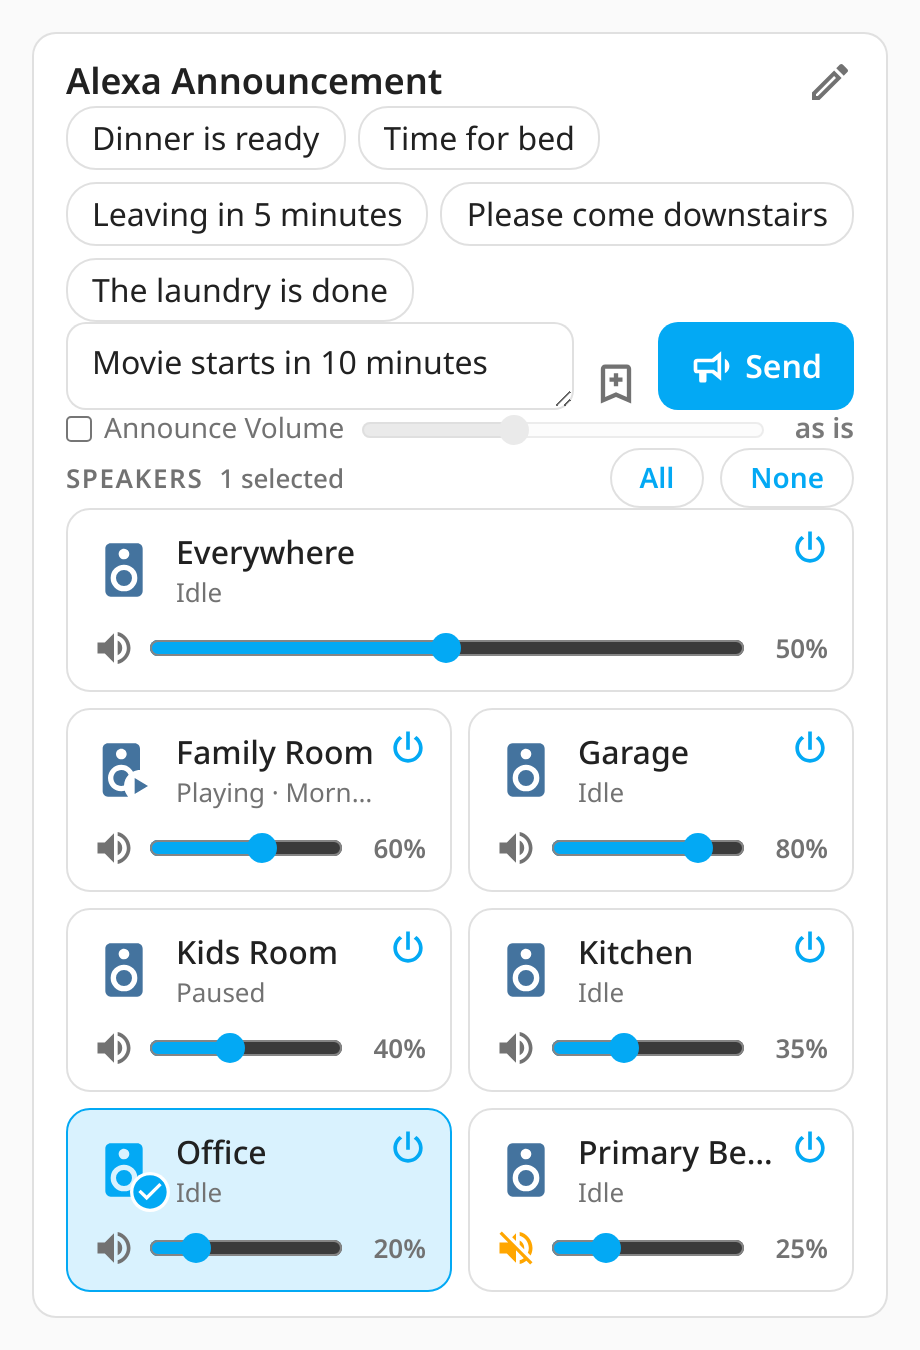 Alexa Announcement
Dinner is ready
Time for bed
Leaving in 5 minutes
Please come downstairs
The laundry is done
Movie starts in 10 minutes
Send
Announce Volume
as is
SPEAKERS 1 selected
All
None
Everywhere
Idle
50%
Family Room
Playing · Morn...
60%
Garage
Idle
80%
Kids Room
Paused
40%
Kitchen
Idle
35%
Office
Idle
20%
Primary Be...
Idle
25%